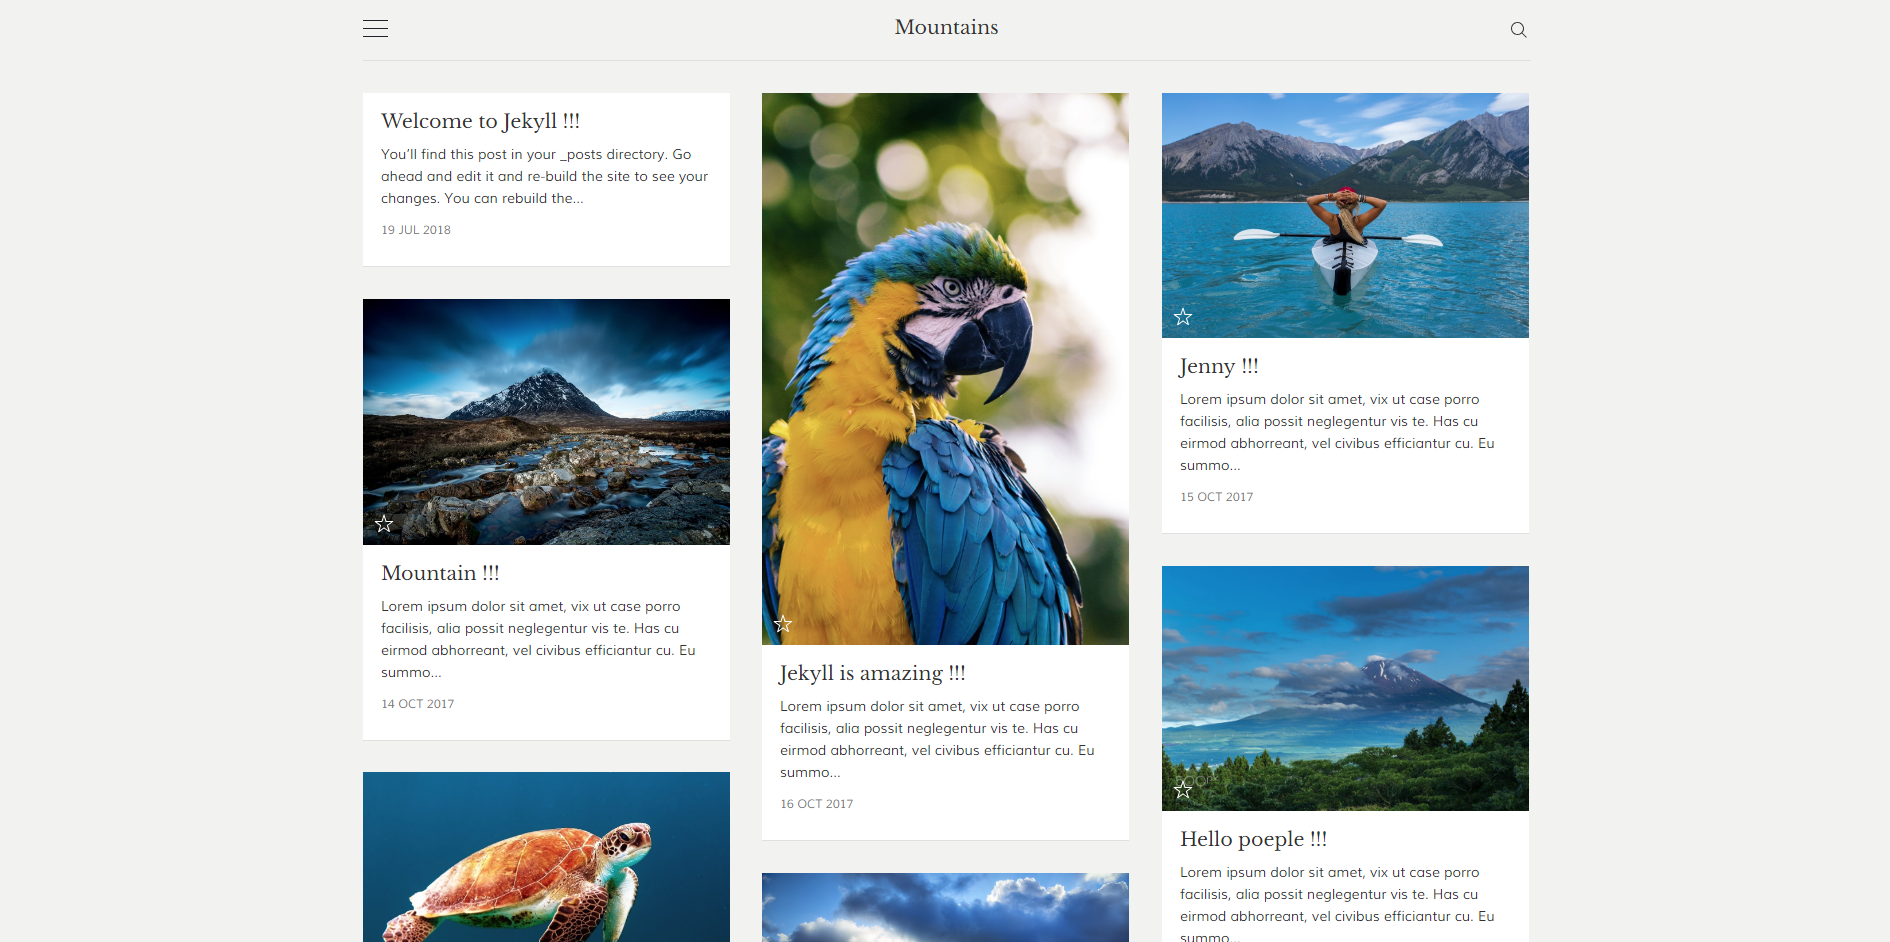 Mountains
Welcome to Jekyll !!!
You’ll find this post in your _posts directory. Go
ahead and edit it and re-build the site to see your
changes. You can rebuild the...
19 JUL 2018
Mountain !!!
Lorem ipsum dolor sit amet, vix ut case porro
facilisis, alia possit neglegentur vis te. Has cu
eirmod abhorreant, vel civibus efficiantur cu. Eu
summo...
14 OCT 2017
Jekyll is amazing !!!
Lorem ipsum dolor sit amet, vix ut case porro
facilisis, alia possit neglegentur vis te. Has cu
eirmod abhorreant, vel civibus efficiantur cu. Eu
summo...
16 OCT 2017
Jenny !!!
Lorem ipsum dolor sit amet, vix ut case porro
facilisis, alia possit neglegentur vis te. Has cu
eirmod abhorreant, vel civibus efficiantur cu. Eu
summo...
15 OCT 2017
Hello poeple !!!
Lorem ipsum dolor sit amet, vix ut case porro
facilisis, alia possit neglegentur vis te. Has cu
eirmod abhorreant, vel civibus efficiantur cu. Eu
summo...